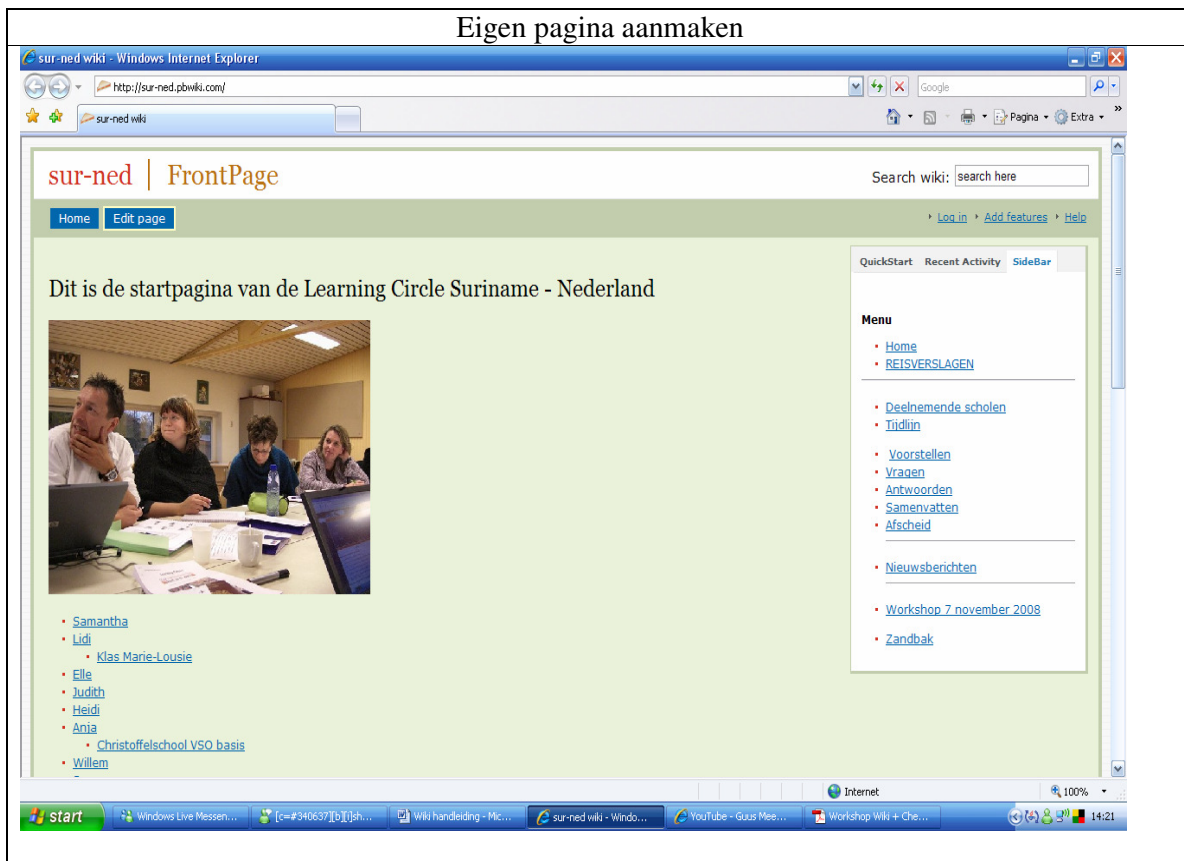 Eigen pagina aanmaken
sur-ned wiki - Windows Internet Explorer
http://sur-ned.pbwiki.com/
Google
sur-ned wiki
Pagina
Extra
»
sur-ned | FrontPage
Search wiki: search here
Home Edit page
Log in Add features Help
QuickStart Recent Activity SideBar
Dit is de startpagina van de Learning Circle Suriname - Nederland
Menu
Home
REISVERSLAGEN
Deelnemende scholen
Tijdlijn
Voorstellen
Vragen
Antwoorden
Samenvatten
Afscheid
Nieuwsberichten
Workshop 7 november 2008
Zandbak
Samantha
Lidi
Klas Marie-Lousie
Elle
Judith
Heidi
Anja
Christoffelschool VSO basis
Willem
Internet 100%
start Windows Live Messen... [c=#340637][b][i]sh... Wiki handleiding - Mic... sur-ned wiki - Windo... YouTube - Guus Mee... Workshop Wiki + Che... 14:21